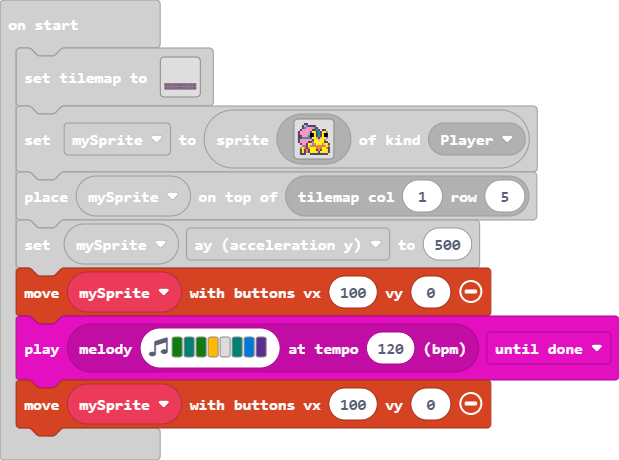 on start
set tilemap to
set mySprite to sprite of kind Player
place mySprite on top of tilemap col 1 row 5
set mySprite ay (acceleration y) to 500
move mySprite with buttons vx 100 vy 0
play melody at tempo 120 (bpm) until done
move mySprite with buttons vx 100 vy 0